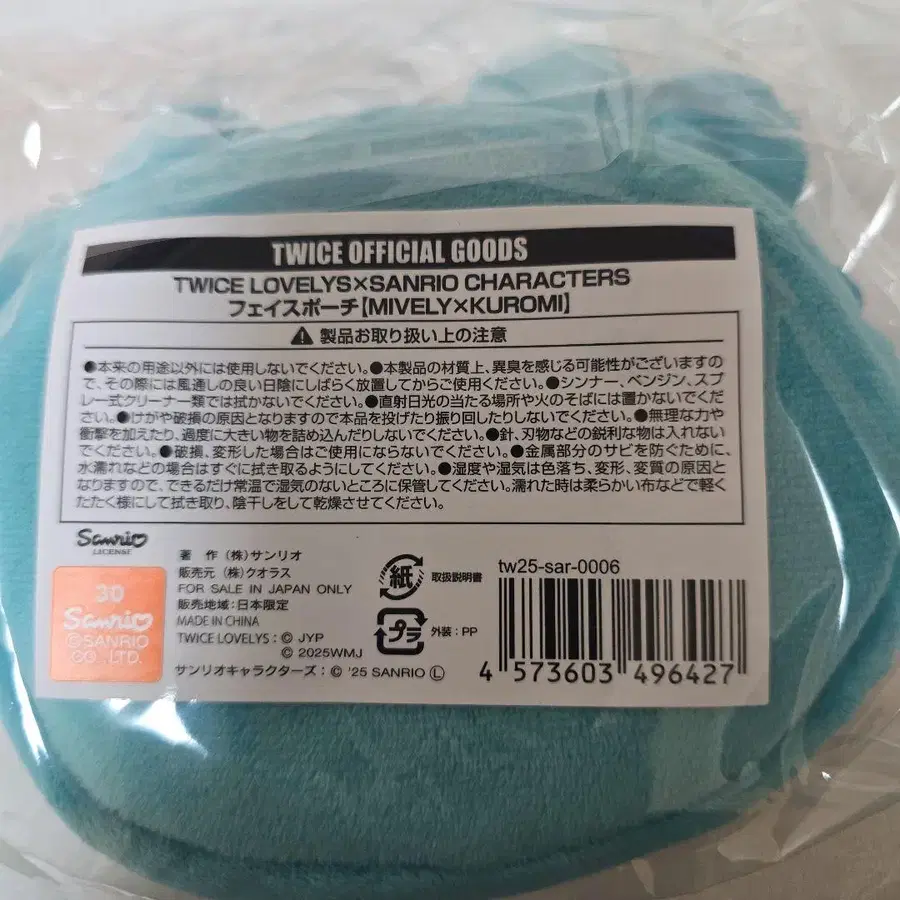 TWICE OFFICIAL GOODS
TWICE LOVELYS×SANRIO CHARACTERS
フェイスポーチ【MIVELY×KUROMI】
⚠ 製品お取り扱い上の注意
●本来の用途以外には使用しないでください。●本製品の材質上、異臭を感じる可能性がございますの
で、その際には風通しの良い日陰にしばらく放置してからご使用ください。●シンナー、ベンジン、スプ
レー式クリーナー類では拭かないでください。●直射日光の当たる場所や火のそばには置かないでく
ださい。●けがや破損の原因となりますので本品を投げたり振り回したりしないでください。●無理な力や
衝撃を加えたり、過度に大きい物を詰め込んだりしないでください。●針、刃物などの鋭利な物は入れない
でください。●破損、変形した場合はご使用にならないでください。●金属部分のサビを防ぐために、
水濡れなどの場合はすぐに拭き取るようにしてください。●湿度や湿気は色落ち、変形、変質の原因と
なりますので、できるだけ常温で湿気のないところに保管してください。濡れた時は柔らかい布などで軽く
たたく様にして拭き取り、陰干しをして乾燥させてください。
Sanrio
LICENSE
30
Sanrio
©SANRIO
CO., LTD.
著 作 (株)サンリオ
販売元 (株)クオラス
FOR SALE IN JAPAN ONLY
販売地域:日本限定
MADE IN CHINA
TWICE LOVELYS:© JYP
© 2025WMJ
サンリオキャラクターズ:© '25 SANRIO Ⓛ
紙 取扱説明書
プラ 外装:PP
tw25-sar-0006
4 573603 496427